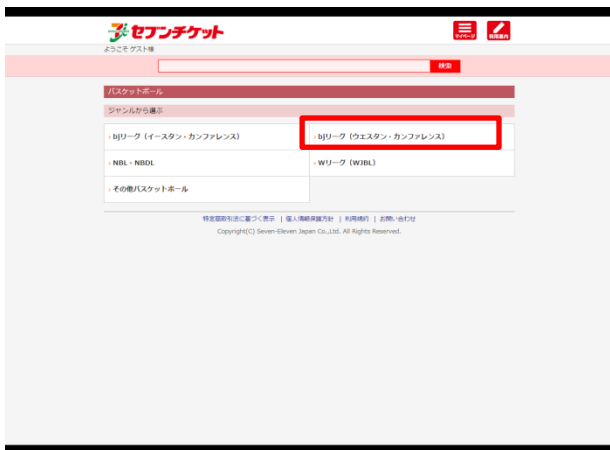 セブンチケット
マイページ
利用案内
ようこそ ゲスト様
検索
バスケットボール
ジャンルから選ぶ
› bjリーグ（イースタン・カンファレンス）
› bjリーグ（ウエスタン・カンファレンス）
› NBL・NBDL
› Wリーグ（WJBL）
› その他バスケットボール
特定商取引法に基づく表示 | 個人情報保護方針 | 利用規約 | お問い合わせ
Copyright(C) Seven-Eleven Japan Co.,Ltd. All Rights Reserved.